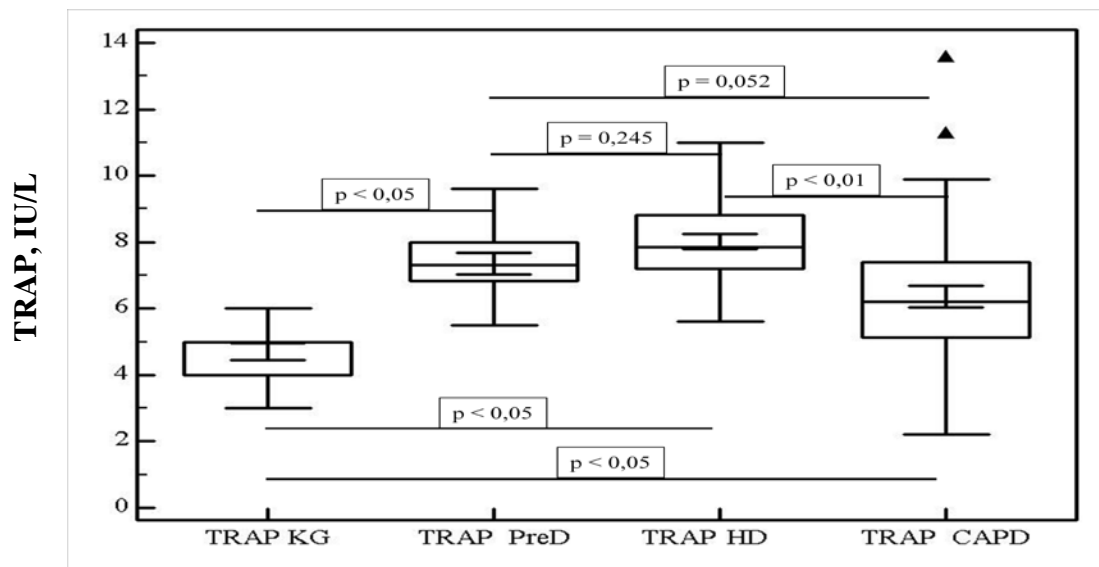 TRAP, IU/L
14
12
10
8
6
4
2
0
p = 0,052
p = 0,245
p < 0,05
p < 0,01
p < 0,05
p < 0,05
TRAP KG TRAP PreD TRAP HD TRAP CAPD